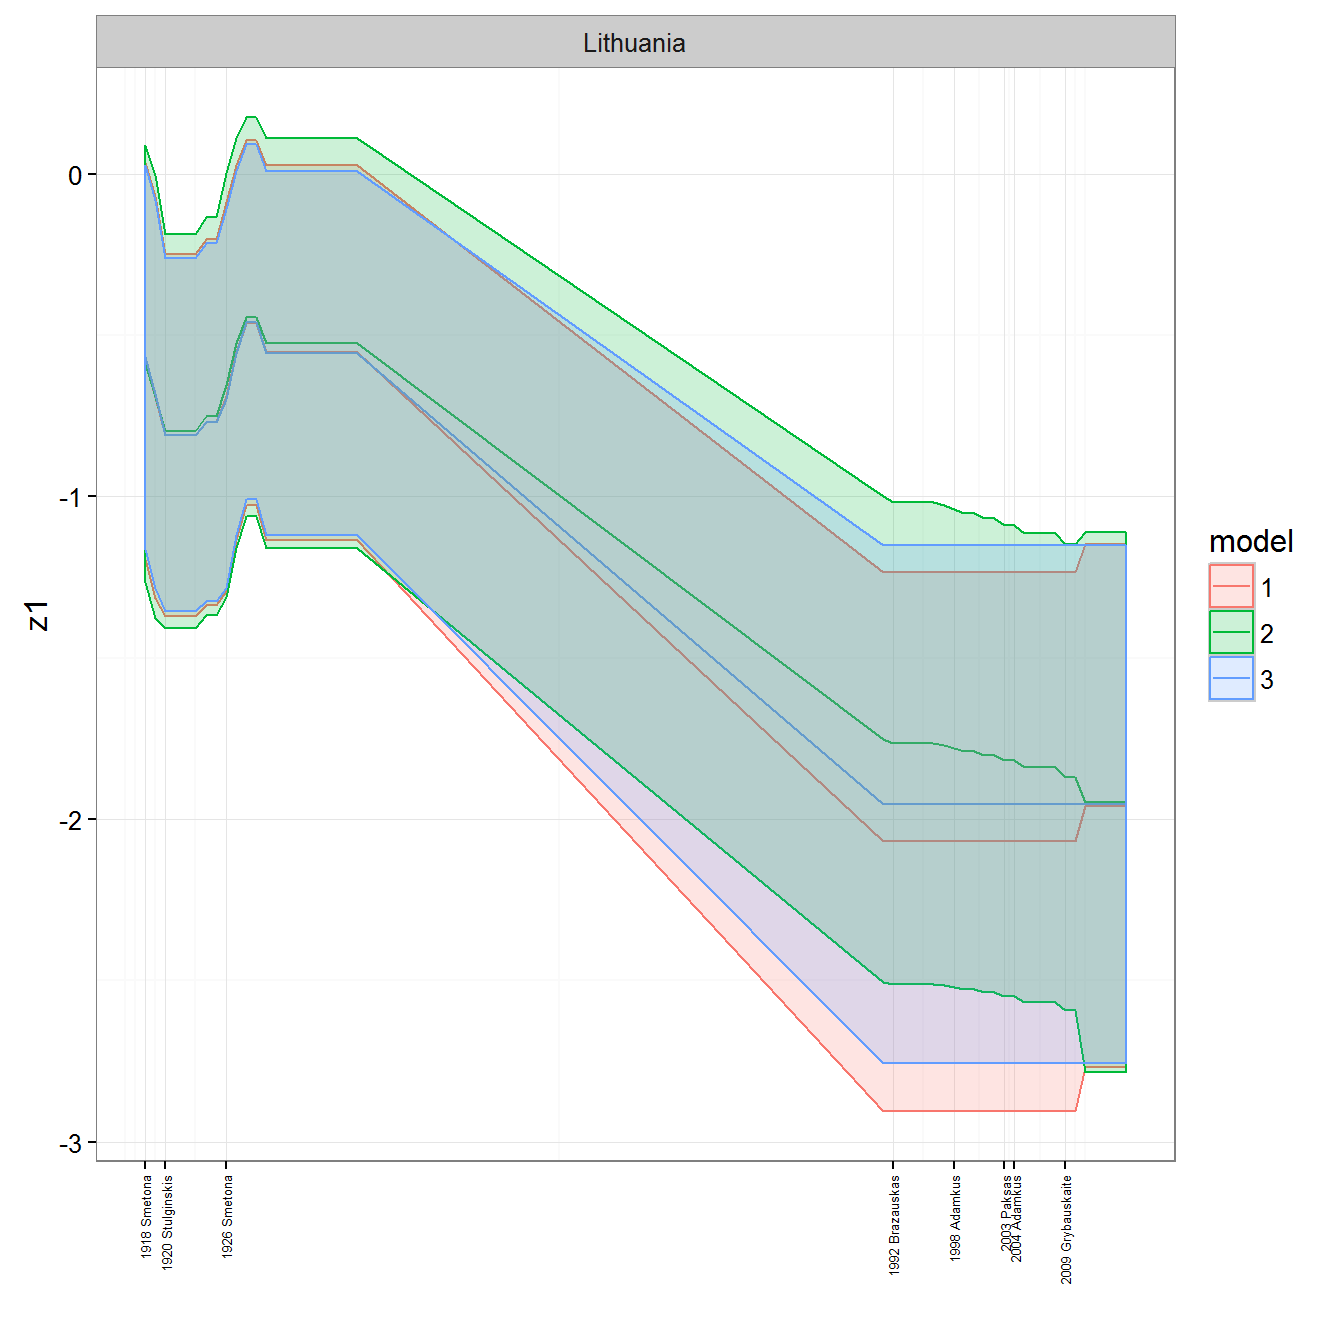 Lithuania
z1
0
-1
-2
-3
1918 Smetona
1920 Stulginskis
1926 Smetona
1992 Brazauskas
1998 Adamkus
2003 Paksas
2004 Adamkus
2009 Grybauskaite
model
1
2
3